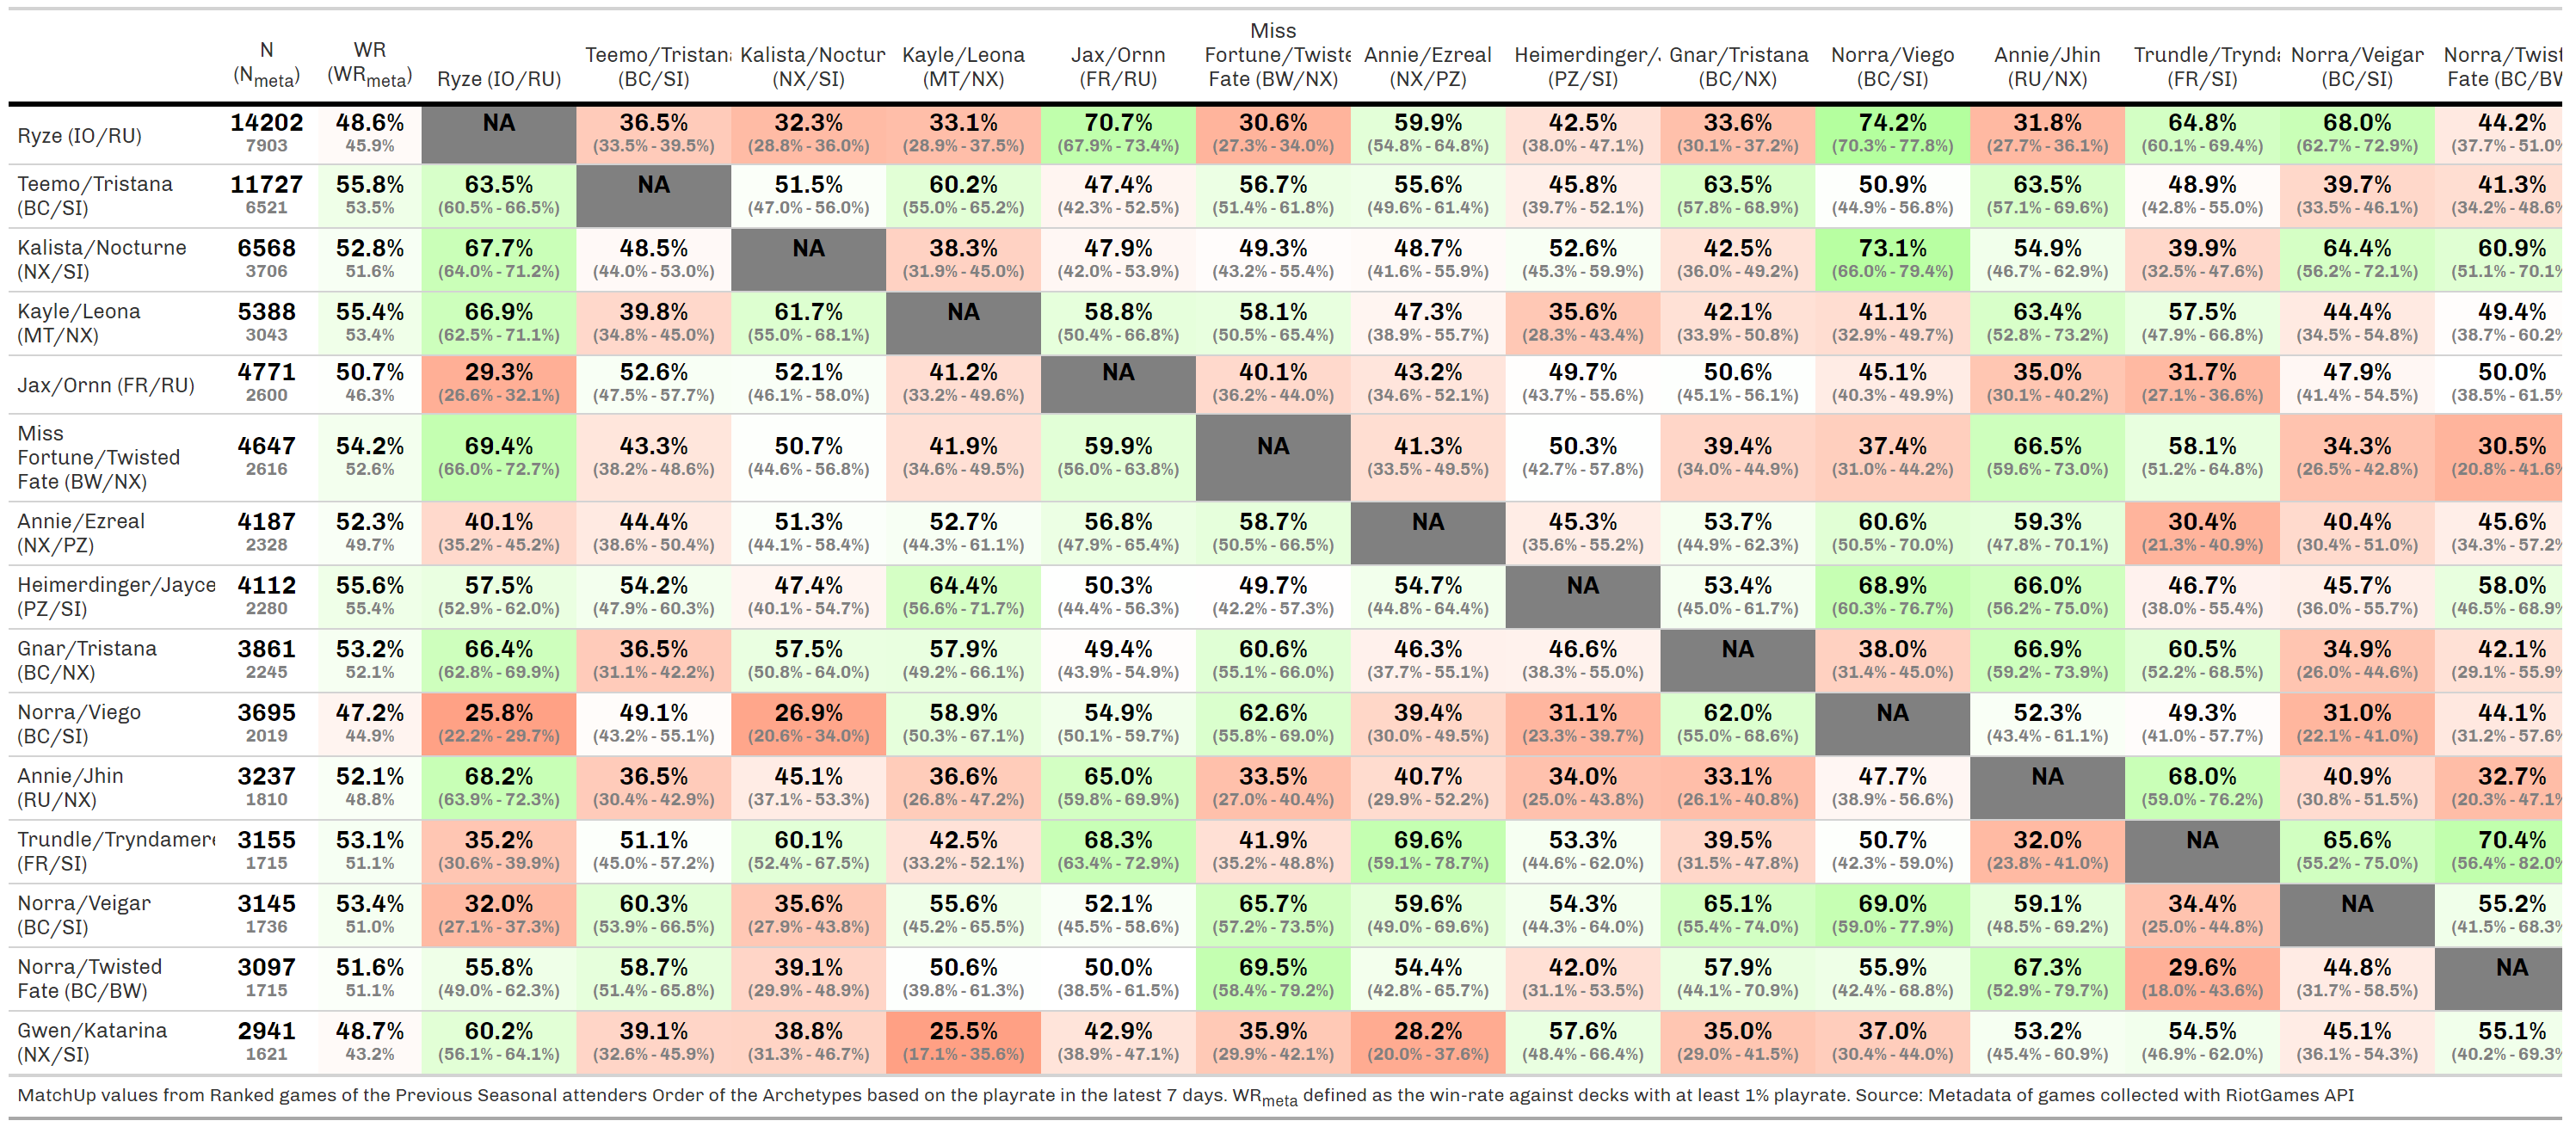 N (N_meta) WR (WR_meta) Ryze (IO/RU) Teemo/Tristana (BC/SI) Kalista/Noctur (NX/SI) Kayle/Leona (MT/NX) Jax/Ornn (FR/RU) Miss Fortune/Twiste Fate (BW/NX) Annie/Ezreal (NX/PZ) Heimerdinger/J (PZ/SI) Gnar/Tristana (BC/NX) Norra/Viego (BC/SI) Annie/Jhin (RU/NX) Trundle/Trynda (FR/SI) Norra/Veigar (BC/SI) Norra/Twist Fate (BC/BW
Ryze (IO/RU) 14202 48.6% NA 36.5% 32.3% 33.1% 70.7% 30.6% 59.9% 42.5% 33.6% 74.2% 31.8% 64.8% 68.0% 44.2%
7903 45.9% (33.5% - 39.5%) (28.8% - 36.0%) (28.9% - 37.5%) (67.9% - 73.4%) (27.3% - 34.0%) (54.8% - 64.8%) (38.0% - 47.1%) (30.1% - 37.2%) (70.3% - 77.8%) (27.7% - 36.1%) (60.1% - 69.4%) (62.7% - 72.9%) (37.7% - 51.0%
Teemo/Tristana 11727 55.8% 63.5% NA 51.5% 60.2% 47.4% 56.7% 55.6% 45.8% 63.5% 50.9% 63.5% 48.9% 39.7% 41.3%
(BC/SI) 6521 53.5% (60.5% - 66.5%) (47.0% - 56.0%) (55.0% - 65.2%) (42.3% - 52.5%) (51.4% - 61.8%) (49.6% - 61.4%) (39.7% - 52.1%) (57.8% - 68.9%) (44.9% - 56.8%) (57.1% - 69.6%) (42.8% - 55.0%) (33.5% - 46.1%) (34.2% - 48.6%
Kalista/Nocturne 6568 52.8% 67.7% 48.5% NA 38.3% 47.9% 49.3% 48.7% 52.6% 42.5% 73.1% 54.9% 39.9% 64.4% 60.9%
(NX/SI) 3706 51.6% (64.0% - 71.2%) (44.0% - 53.0%) (31.9% - 45.0%) (42.0% - 53.9%) (43.2% - 55.4%) (41.6% - 55.9%) (45.3% - 59.9%) (36.0% - 49.2%) (66.0% - 79.4%) (46.7% - 62.9%) (32.5% - 47.6%) (56.2% - 72.1%) (51.1% - 70.1%
Kayle/Leona 5388 55.4% 66.9% 39.8% 61.7% NA 58.8% 58.1% 47.3% 35.6% 42.1% 41.1% 63.4% 57.5% 44.4% 49.4%
(MT/NX) 3043 53.4% (62.5% - 71.1%) (34.8% - 45.0%) (55.0% - 68.1%) (50.4% - 66.8%) (50.5% - 65.4%) (38.9% - 55.7%) (28.3% - 43.4%) (33.9% - 50.8%) (32.9% - 49.7%) (52.8% - 73.2%) (47.9% - 66.8%) (34.5% - 54.8%) (38.7% - 60.2%
Jax/Ornn (FR/RU) 4771 50.7% 29.3% 52.6% 52.1% 41.2% NA 40.1% 43.2% 49.7% 50.6% 45.1% 35.0% 31.7% 47.9% 50.0%
2600 46.3% (26.6% - 32.1%) (47.5% - 57.7%) (46.1% - 58.0%) (33.2% - 49.6%) (36.2% - 44.0%) (34.6% - 52.1%) (43.7% - 55.6%) (45.1% - 56.1%) (40.3% - 49.9%) (30.1% - 40.2%) (27.1% - 36.6%) (41.4% - 54.5%) (38.5% - 61.5%
Miss
Fortune/Twisted 4647 54.2% 69.4% 43.3% 50.7% 41.9% 59.9% NA 41.3% 50.3% 39.4% 37.4% 66.5% 58.1% 34.3% 30.5%
Fate (BW/NX) 2616 52.6% (66.0% - 72.7%) (38.2% - 48.6%) (44.6% - 56.8%) (34.6% - 49.5%) (56.0% - 63.8%) (33.5% - 49.5%) (42.7% - 57.8%) (34.0% - 44.9%) (31.0% - 44.2%) (59.6% - 73.0%) (51.2% - 64.8%) (26.5% - 42.8%) (20.8% - 41.6%
Annie/Ezreal 4187 52.3% 40.1% 44.4% 51.3% 52.7% 56.8% 58.7% NA 45.3% 53.7% 60.6% 59.3% 30.4% 40.4% 45.6%
(NX/PZ) 2328 49.7% (35.2% - 45.2%) (38.6% - 50.4%) (44.1% - 58.4%) (44.3% - 61.1%) (47.9% - 65.4%) (50.5% - 66.5%) (35.6% - 55.2%) (44.9% - 62.3%) (50.5% - 70.0%) (47.8% - 70.1%) (21.3% - 40.9%) (30.4% - 51.0%) (34.3% - 57.2%
Heimerdinger/Jayce 4112 55.6% 57.5% 54.2% 47.4% 64.4% 50.3% 49.7% 54.7% NA 53.4% 68.9% 66.0% 46.7% 45.7% 58.0%
(PZ/SI) 2280 55.4% (52.9% - 62.0%) (47.9% - 60.3%) (40.1% - 54.7%) (56.6% - 71.7%) (44.4% - 56.3%) (42.2% - 57.3%) (44.8% - 64.4%) (45.0% - 61.7%) (60.3% - 76.7%) (56.2% - 75.0%) (38.0% - 55.4%) (36.0% - 55.7%) (46.5% - 68.9%
Gnar/Tristana 3861 53.2% 66.4% 36.5% 57.5% 57.9% 49.4% 60.6% 46.3% 46.6% NA 38.0% 66.9% 60.5% 34.9% 42.1%
(BC/NX) 2245 52.1% (62.8% - 69.9%) (31.1% - 42.2%) (50.8% - 64.0%) (49.2% - 66.1%) (43.9% - 54.9%) (55.1% - 66.0%) (37.7% - 55.1%) (38.3% - 55.0%) (31.4% - 45.0%) (59.2% - 73.9%) (52.2% - 68.5%) (26.0% - 44.6%) (29.1% - 55.9%
Norra/Viego 3695 47.2% 25.8% 49.1% 26.9% 58.9% 54.9% 62.6% 39.4% 31.1% 62.0% NA 52.3% 49.3% 31.0% 44.1%
(BC/SI) 2019 44.9% (22.2% - 29.7%) (43.2% - 55.1%) (20.6% - 34.0%) (50.3% - 67.1%) (50.1% - 59.7%) (55.8% - 69.0%) (30.0% - 49.5%) (23.3% - 39.7%) (55.0% - 68.6%) (43.4% - 61.1%) (41.0% - 57.7%) (22.1% - 41.0%) (31.2% - 57.6%
Annie/Jhin 3237 52.1% 68.2% 36.5% 45.1% 36.6% 65.0% 33.5% 40.7% 34.0% 33.1% 47.7% NA 68.0% 40.9% 32.7%
(RU/NX) 1810 48.8% (63.9% - 72.3%) (30.4% - 42.9%) (37.1% - 53.3%) (26.8% - 47.2%) (59.8% - 69.9%) (27.0% - 40.4%) (29.9% - 52.2%) (25.0% - 43.8%) (26.1% - 40.8%) (38.9% - 56.6%) (59.0% - 76.2%) (30.8% - 51.5%) (20.3% - 47.1%
Trundle/Tryndamere 3155 53.1% 35.2% 51.1% 60.1% 42.5% 68.3% 41.9% 69.6% 53.3% 39.5% 50.7% 32.0% NA 65.6% 70.4%
(FR/SI) 1715 51.1% (30.6% - 39.9%) (45.0% - 57.2%) (52.4% - 67.5%) (33.2% - 52.1%) (63.4% - 72.9%) (35.2% - 48.8%) (59.1% - 78.7%) (44.6% - 62.0%) (31.5% - 47.8%) (42.3% - 59.0%) (23.8% - 41.0%) (55.2% - 75.0%) (56.4% - 82.0%
Norra/Veigar 3145 53.4% 32.0% 60.3% 35.6% 55.6% 52.1% 65.7% 59.6% 54.3% 65.1% 69.0% 59.1% 34.4% NA 55.2%
(BC/SI) 1736 51.0% (27.1% - 37.3%) (53.9% - 66.5%) (27.9% - 43.8%) (45.2% - 65.5%) (45.5% - 58.6%) (57.2% - 73.5%) (49.0% - 69.6%) (44.3% - 64.0%) (55.4% - 74.0%) (59.0% - 77.9%) (48.5% - 69.2%) (25.0% - 44.8%) (41.5% - 68.3%
Norra/Twisted 3097 51.6% 55.8% 58.7% 39.1% 50.6% 50.0% 69.5% 54.4% 42.0% 57.9% 55.9% 67.3% 29.6% 44.8% NA
Fate (BC/BW) 1715 51.1% (49.0% - 62.3%) (51.4% - 65.8%) (29.9% - 48.9%) (39.8% - 61.3%) (38.5% - 61.5%) (58.4% - 79.2%) (42.8% - 65.7%) (31.1% - 53.5%) (44.1% - 70.9%) (42.4% - 68.8%) (52.9% - 79.7%) (18.0% - 43.6%) (31.7% - 58.5%)
Gwen/Katarina 2941 48.7% 60.2% 39.1% 38.8% 25.5% 42.9% 35.9% 28.2% 57.6% 35.0% 37.0% 53.2% 54.5% 45.1% 55.1%
(NX/SI) 1621 43.2% (56.1% - 64.1%) (32.6% - 45.9%) (31.3% - 46.7%) (17.1% - 35.6%) (38.9% - 47.1%) (29.9% - 42.1%) (20.0% - 37.6%) (48.4% - 66.4%) (29.0% - 41.5%) (30.4% - 44.0%) (45.4% - 60.9%) (46.9% - 62.0%) (36.1% - 54.3%) (40.2% - 69.3%
MatchUp values from Ranked games of the Previous Seasonal attenders Order of the Archetypes based on the playrate in the latest 7 days. WR_meta defined as the win-rate against decks with at least 1% playrate. Source: Metadata of games collected with RiotGames API